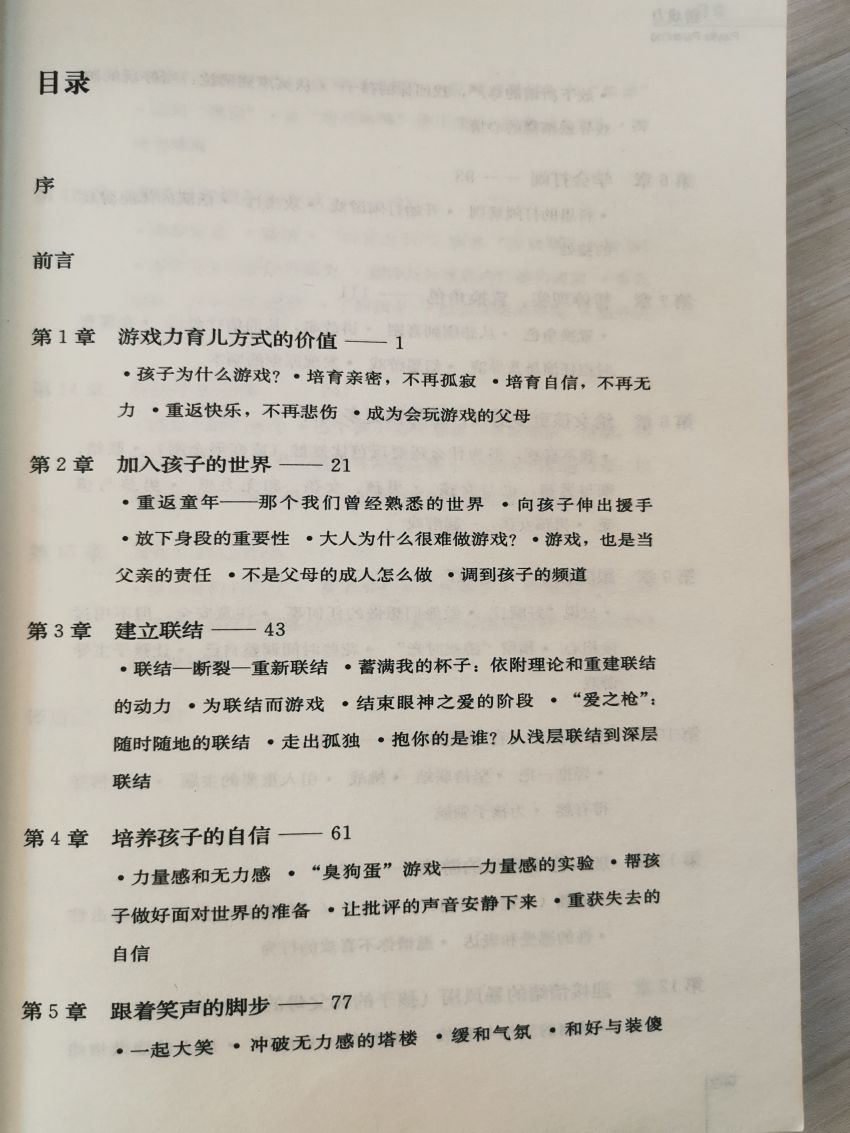 目录
序
前言
第1章 游戏力育儿方式的价值 —— 1
•孩子为什么游戏？•培育亲密，不再孤寂 •培育自信，不再无
力 •重返快乐，不再悲伤 •成为会玩游戏的父母
第2章 加入孩子的世界 —— 21
•重返童年——那个我们曾经熟悉的世界 •向孩子伸出援手
•放下身段的重要性 •大人为什么很难做游戏？•游戏，也是当
父亲的责任 •不是父母的成人怎么做 •调到孩子的频道
第3章 建立联结 —— 43
•联结—断裂—重新联结 •蓄满我的杯子：依附理论和重建联结
的动力 •为联结而游戏 •结束眼神之爱的阶段 •“爱之枪”：
随时随地的联结 •走出孤独 •抱你的是谁？从浅层联结到深层
联结
第4章 培养孩子的自信 —— 61
•力量感和无力感 •“臭狗蛋”游戏——力量感的实验 •帮孩
子做好面对世界的准备 •让批评的声音安静下来 •重获失去的
自信
第5章 跟着笑声的脚步 —— 77
•一起大笑 •冲破无力感的塔楼 •缓和气氛 •和好与装傻